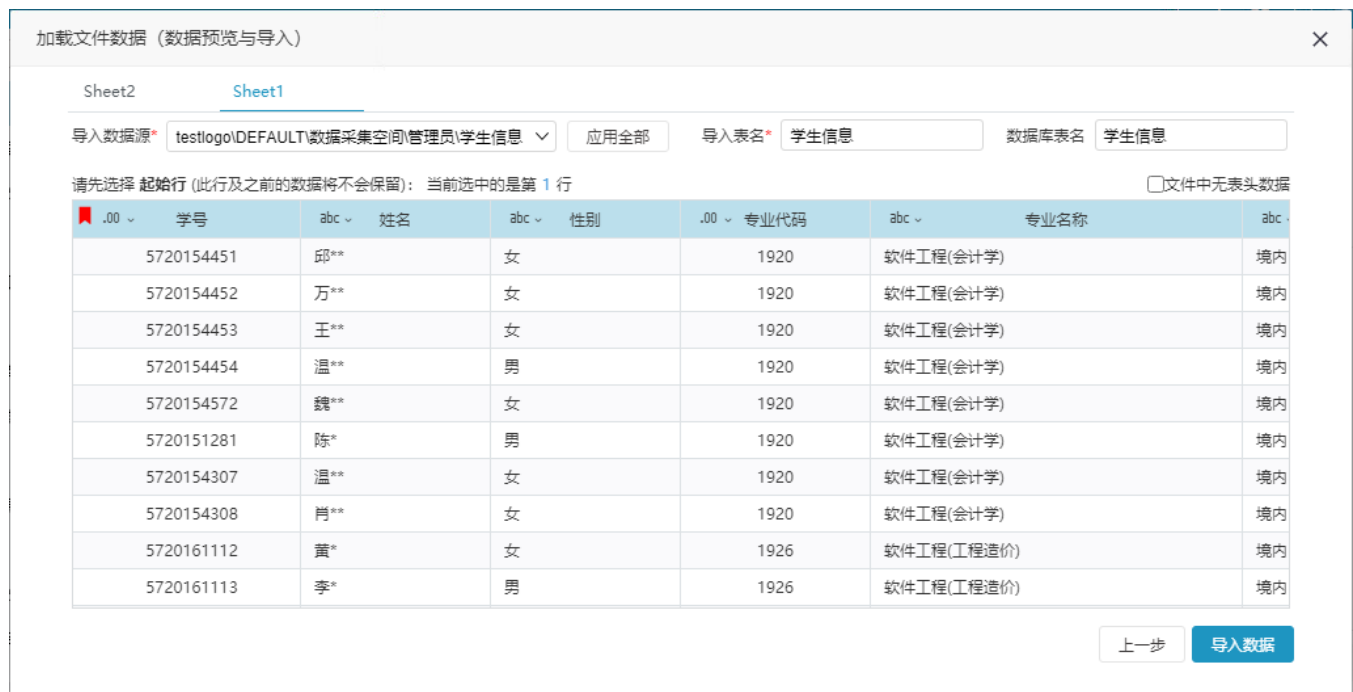 加载文件数据（数据预览与导入）
Sheet2 Sheet1
导入数据源* testlogo\DEFAULT\数据采集空间\管理员\学生信息 应用全部 导入表名* 学生信息 数据库表名 学生信息
请先选择 起始行 (此行及之前的数据将不会保留)： 当前选中的是第 1 行 文件中无表头数据
.00 学号 abc 姓名 abc 性别 .00 专业代码 abc 专业名称 abc
5720154451 邱** 女 1920 软件工程(会计学) 境内
5720154452 万** 女 1920 软件工程(会计学) 境内
5720154453 王** 女 1920 软件工程(会计学) 境内
5720154454 温** 男 1920 软件工程(会计学) 境内
5720154572 魏** 女 1920 软件工程(会计学) 境内
5720151281 陈* 男 1920 软件工程(会计学) 境内
5720154307 温** 女 1920 软件工程(会计学) 境内
5720154308 肖** 女 1920 软件工程(会计学) 境内
5720161112 黄* 女 1926 软件工程(工程造价) 境内
5720161113 李* 男 1926 软件工程(工程造价) 境内
上一步 导入数据